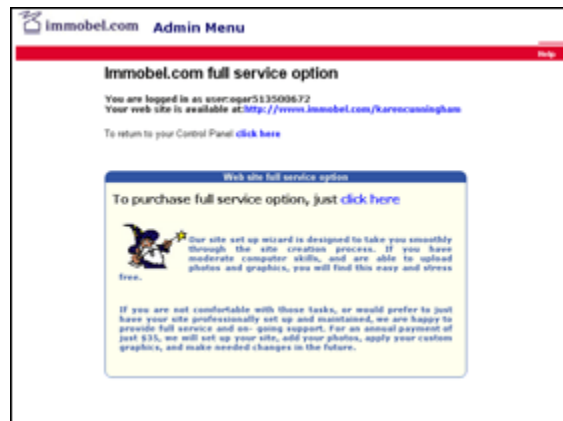 immobel.com Admin Menu
Help
Immobel.com full service option
You are logged in as user:ogar513500672
Your web site is available at:http://www.immobel.com/karencunningham
To return to your Control Panel click here
Web site full service option
To purchase full service option, just click here
Our site set up wizard is designed to take you smoothly
through the site creation process. If you have
moderate computer skills, and are able to upload
photos and graphics, you will find this easy and stress
free.
If you are not comfortable with those tasks, or would prefer to just
have your site professionally set up and maintained, we are happy to
provide full service and on- going support. For an annual payment of
just $35, we will set up your site, add your photos, apply your custom
graphics, and make needed changes in the future.